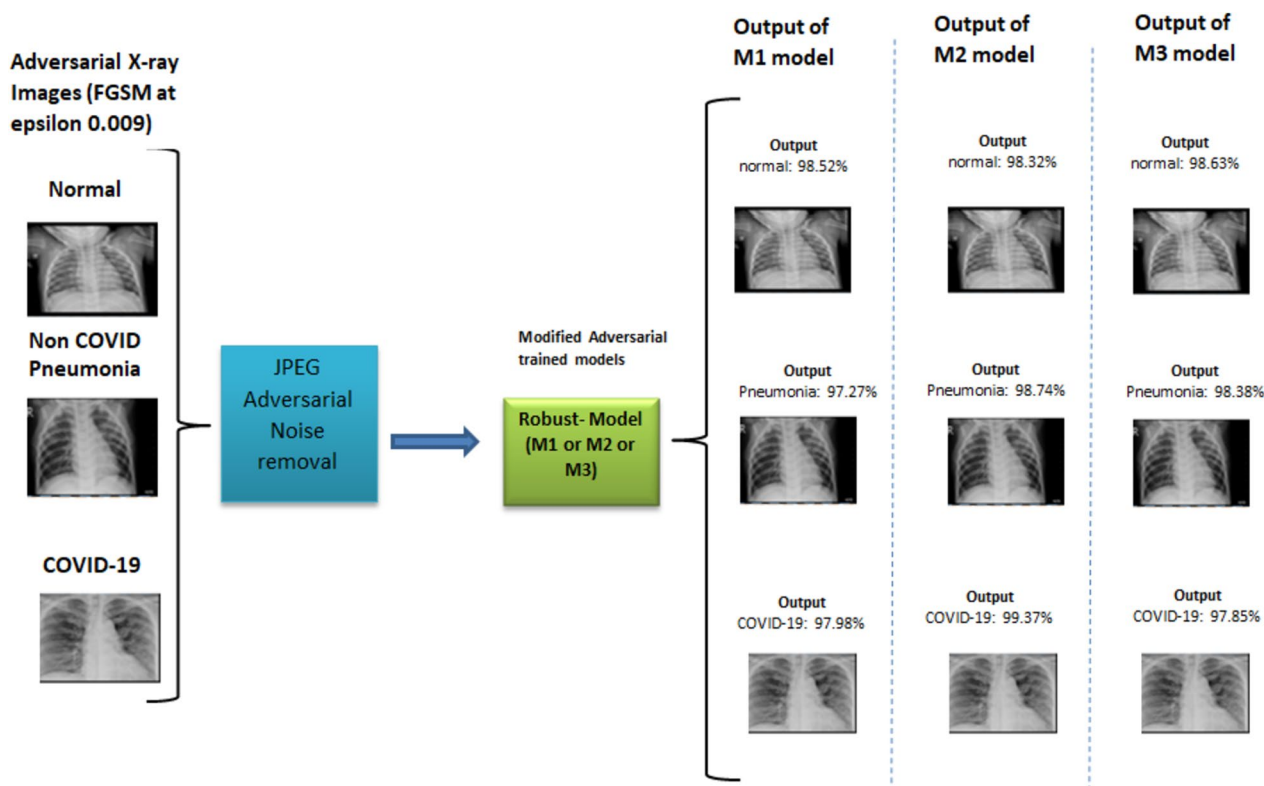 Adversarial X-ray
Images (FGSM at
epsilon 0.009)
Normal
Non COVID
Pneumonia
R
COVID-19
JPEG
Adversarial
Noise
removal
Modified Adversarial
trained models
Robust- Model
(M1 or M2 or
M3)
Output of
M1 model
Output
normal: 98.52%
Output
Pneumonia: 97.27%
R
Output
COVID-19: 97.98%
Output of
M2 model
Output
normal: 98.32%
Output
Pneumonia: 98.74%
R
Output
COVID-19: 99.37%
Output of
M3 model
Output
normal: 98.63%
Output
Pneumonia: 98.38%
R
Output
COVID-19: 97.85%